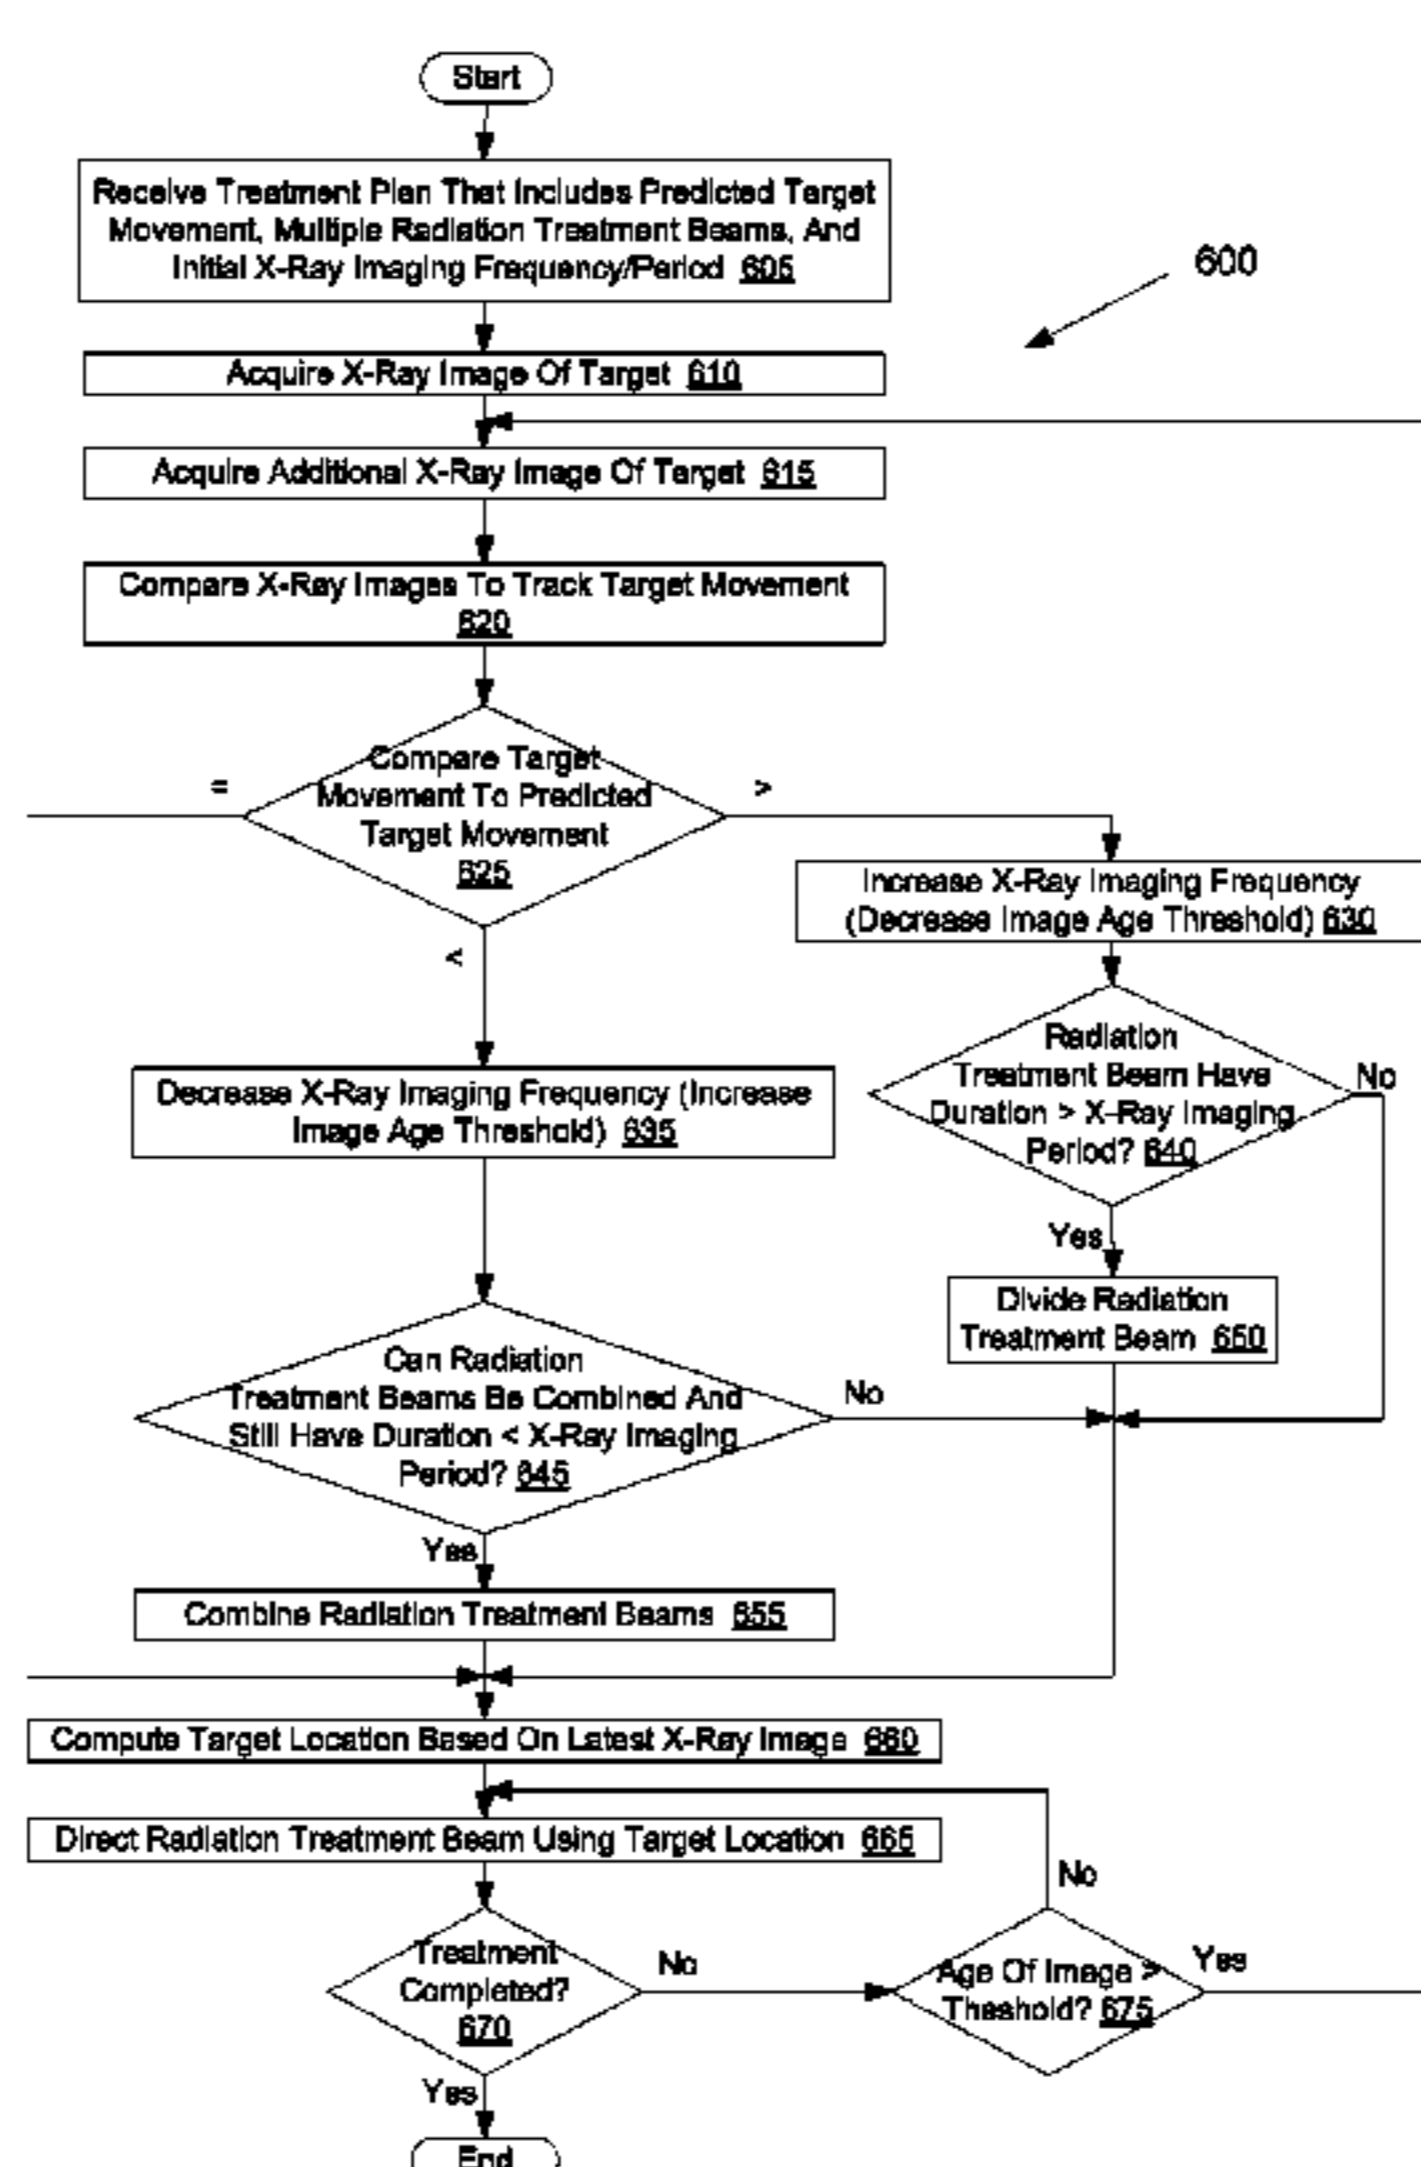 Start
Receive Treatment Plan That Includes Predicted Target
Movement, Multiple Radiation Treatment Beams, And
Initial X-Ray Imaging Frequency/Period 605
600
Acquire X-Ray Image Of Target 610
Acquire Additional X-Ray Image Of Target 615
Compare X-Ray Images To Track Target Movement
620
Compare Target
Movement To Predicted
Target Movement
625
=
>
<
Increase X-Ray Imaging Frequency
(Decrease Image Age Threshold) 630
Radiation
Treatment Beam Have
Duration > X-Ray Imaging
Period? 640
No
Yes
Decrease X-Ray Imaging Frequency (Increase
Image Age Threshold) 635
Divide Radiation
Treatment Beam 650
Can Radiation
Treatment Beams Be Combined And
Still Have Duration < X-Ray Imaging
Period? 645
No
Yes
Combine Radiation Treatment Beams 655
Compute Target Location Based On Latest X-Ray Image 660
Direct Radiation Treatment Beam Using Target Location 665
Treatment
Completed?
670
No
Yes
Age Of Image >
Theshold? 675
No
Yes
End